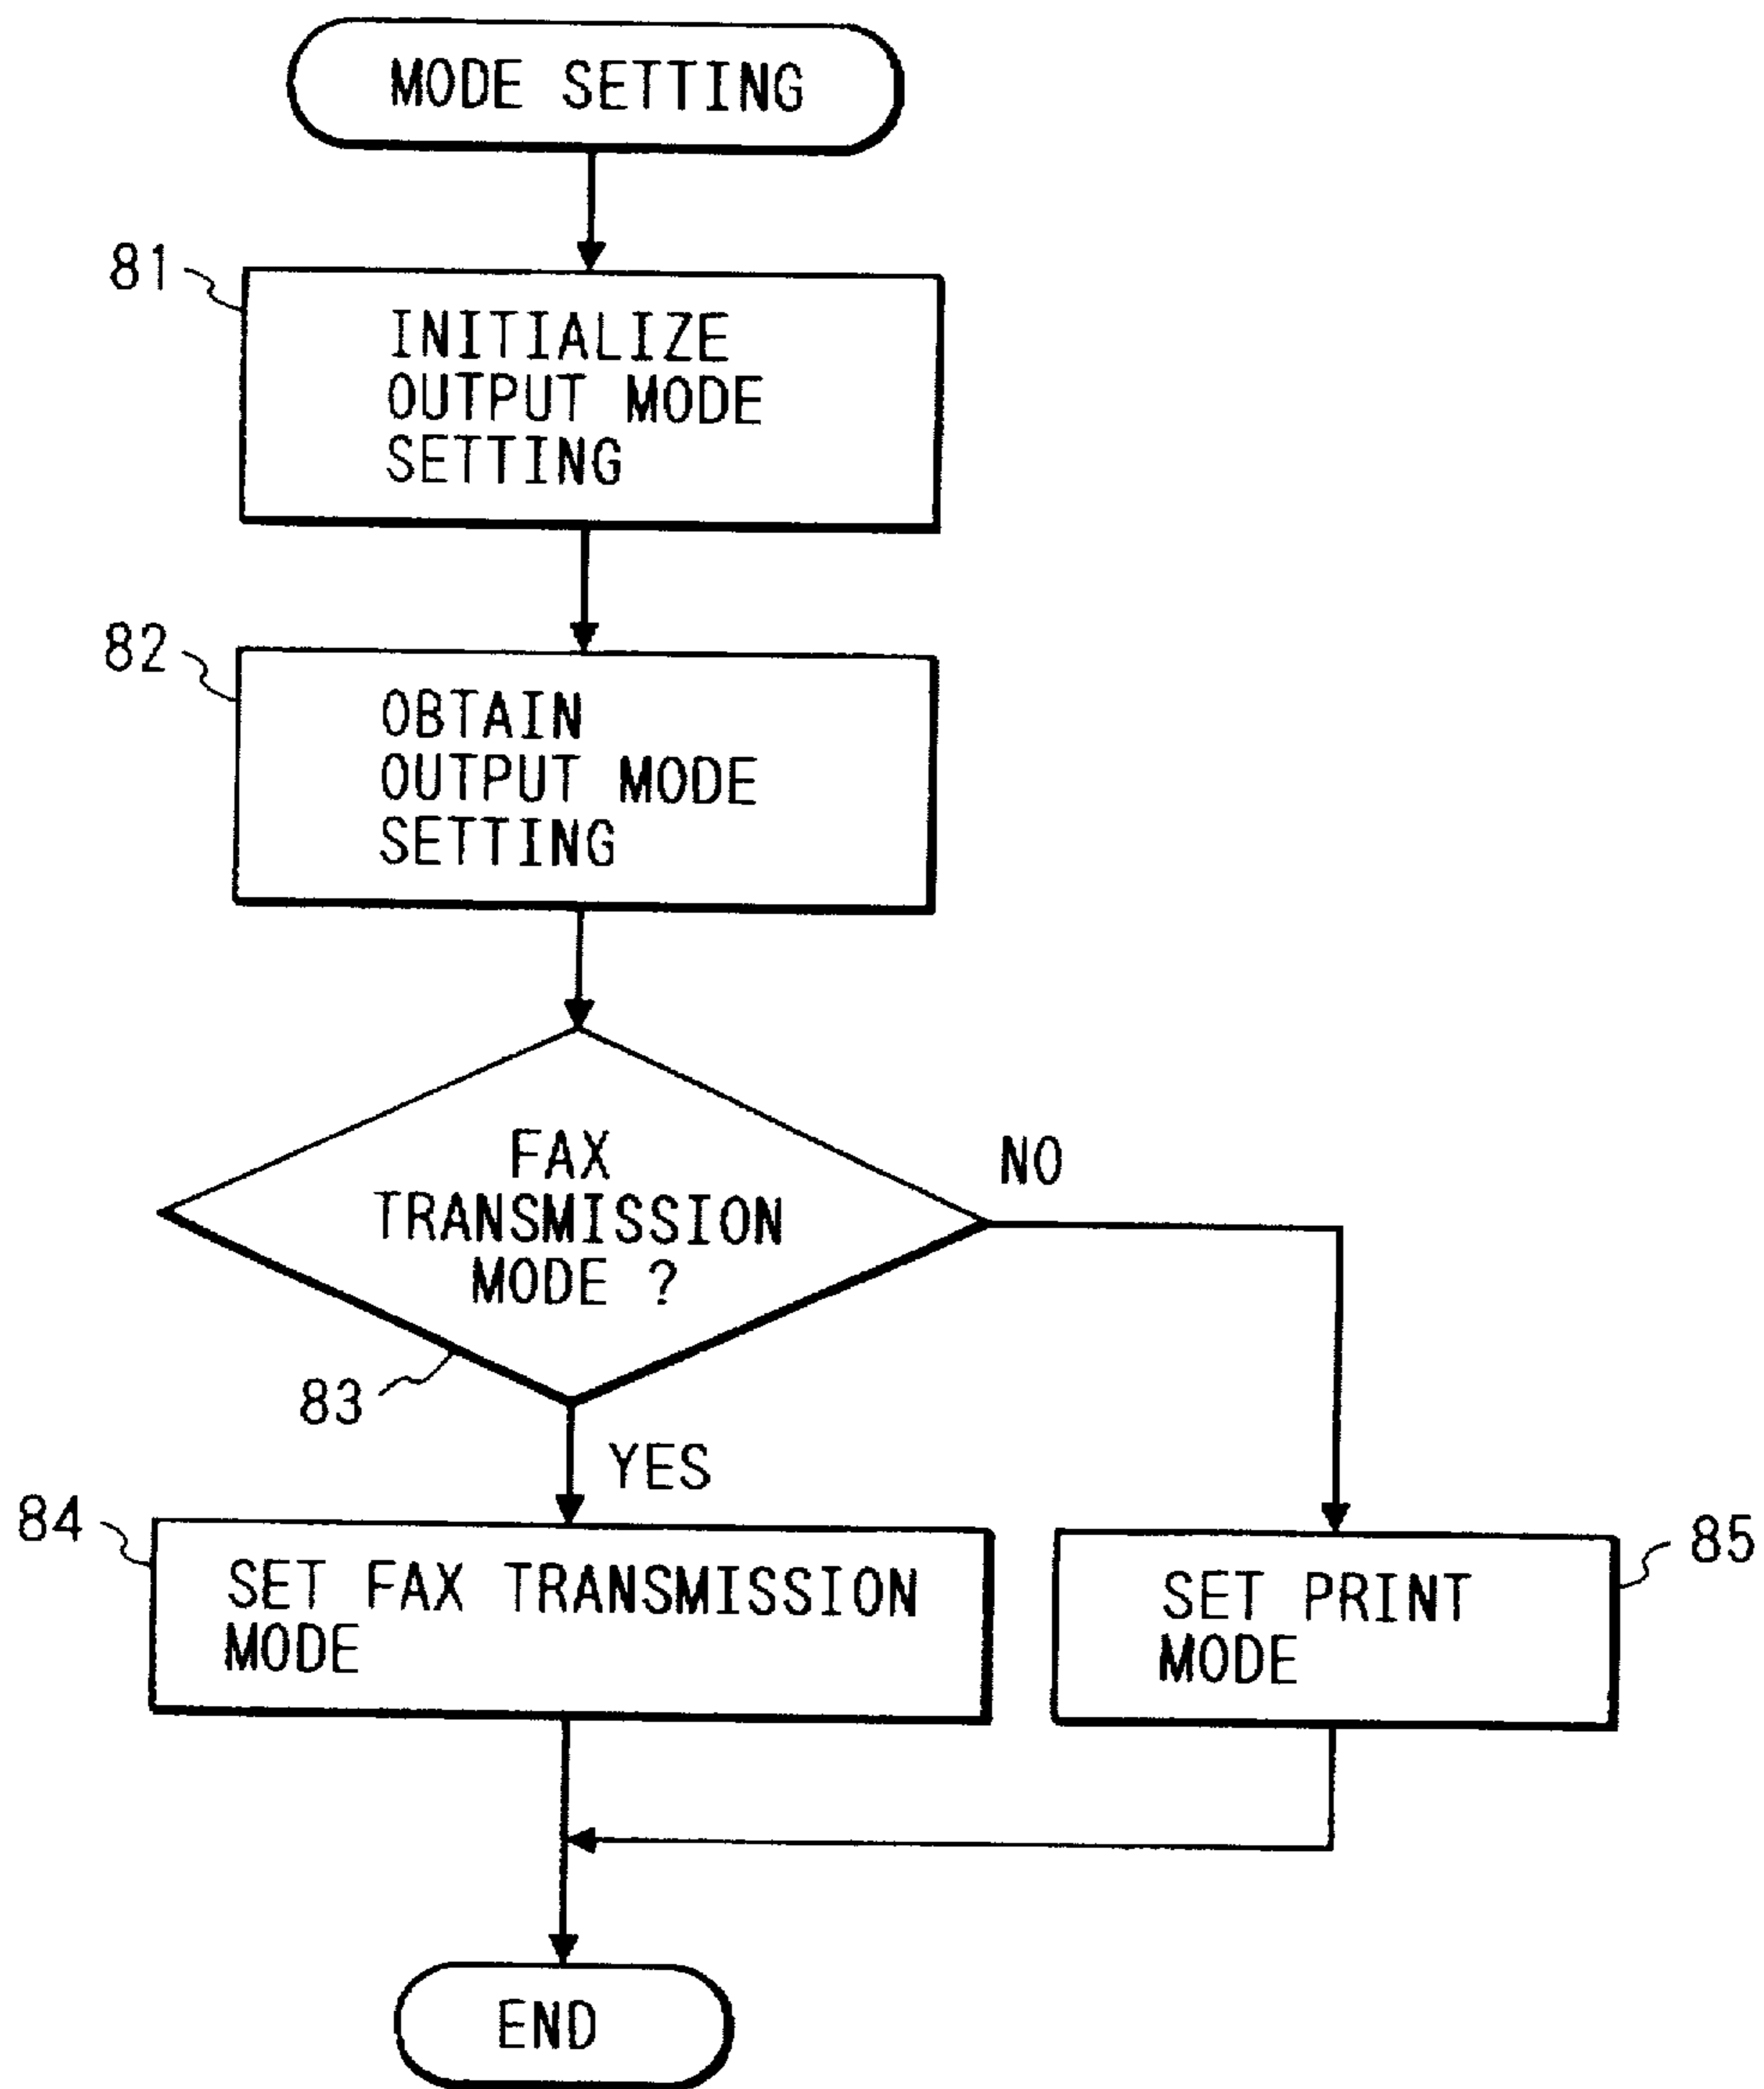 MODE SETTING
81
INITIALIZE
OUTPUT MODE
SETTING
82
OBTAIN
OUTPUT MODE
SETTING
FAX
TRANSMISSION
MODE ?
NO
83
YES
84
SET FAX TRANSMISSION
MODE
SET PRINT
MODE
85
END